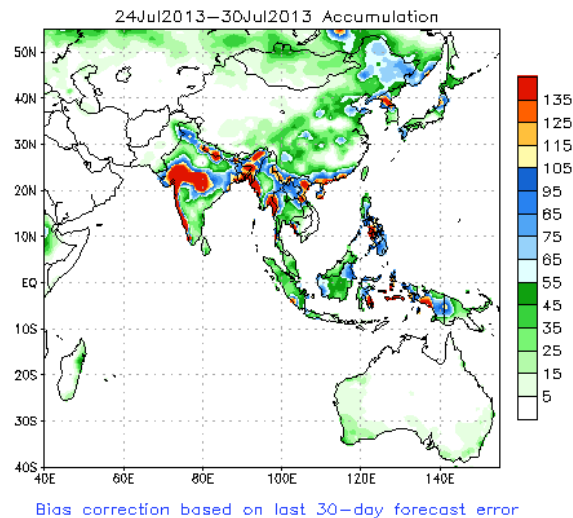 24Jul2013–30Jul2013 Accumulation
50N
40N
30N
20N
10N
EQ
10S
20S
30S
40S
40E 60E 80E 100E 120E 140E
135
125
115
105
95
85
75
65
55
45
35
25
15
5
Bias correction based on last 30–day forecast error